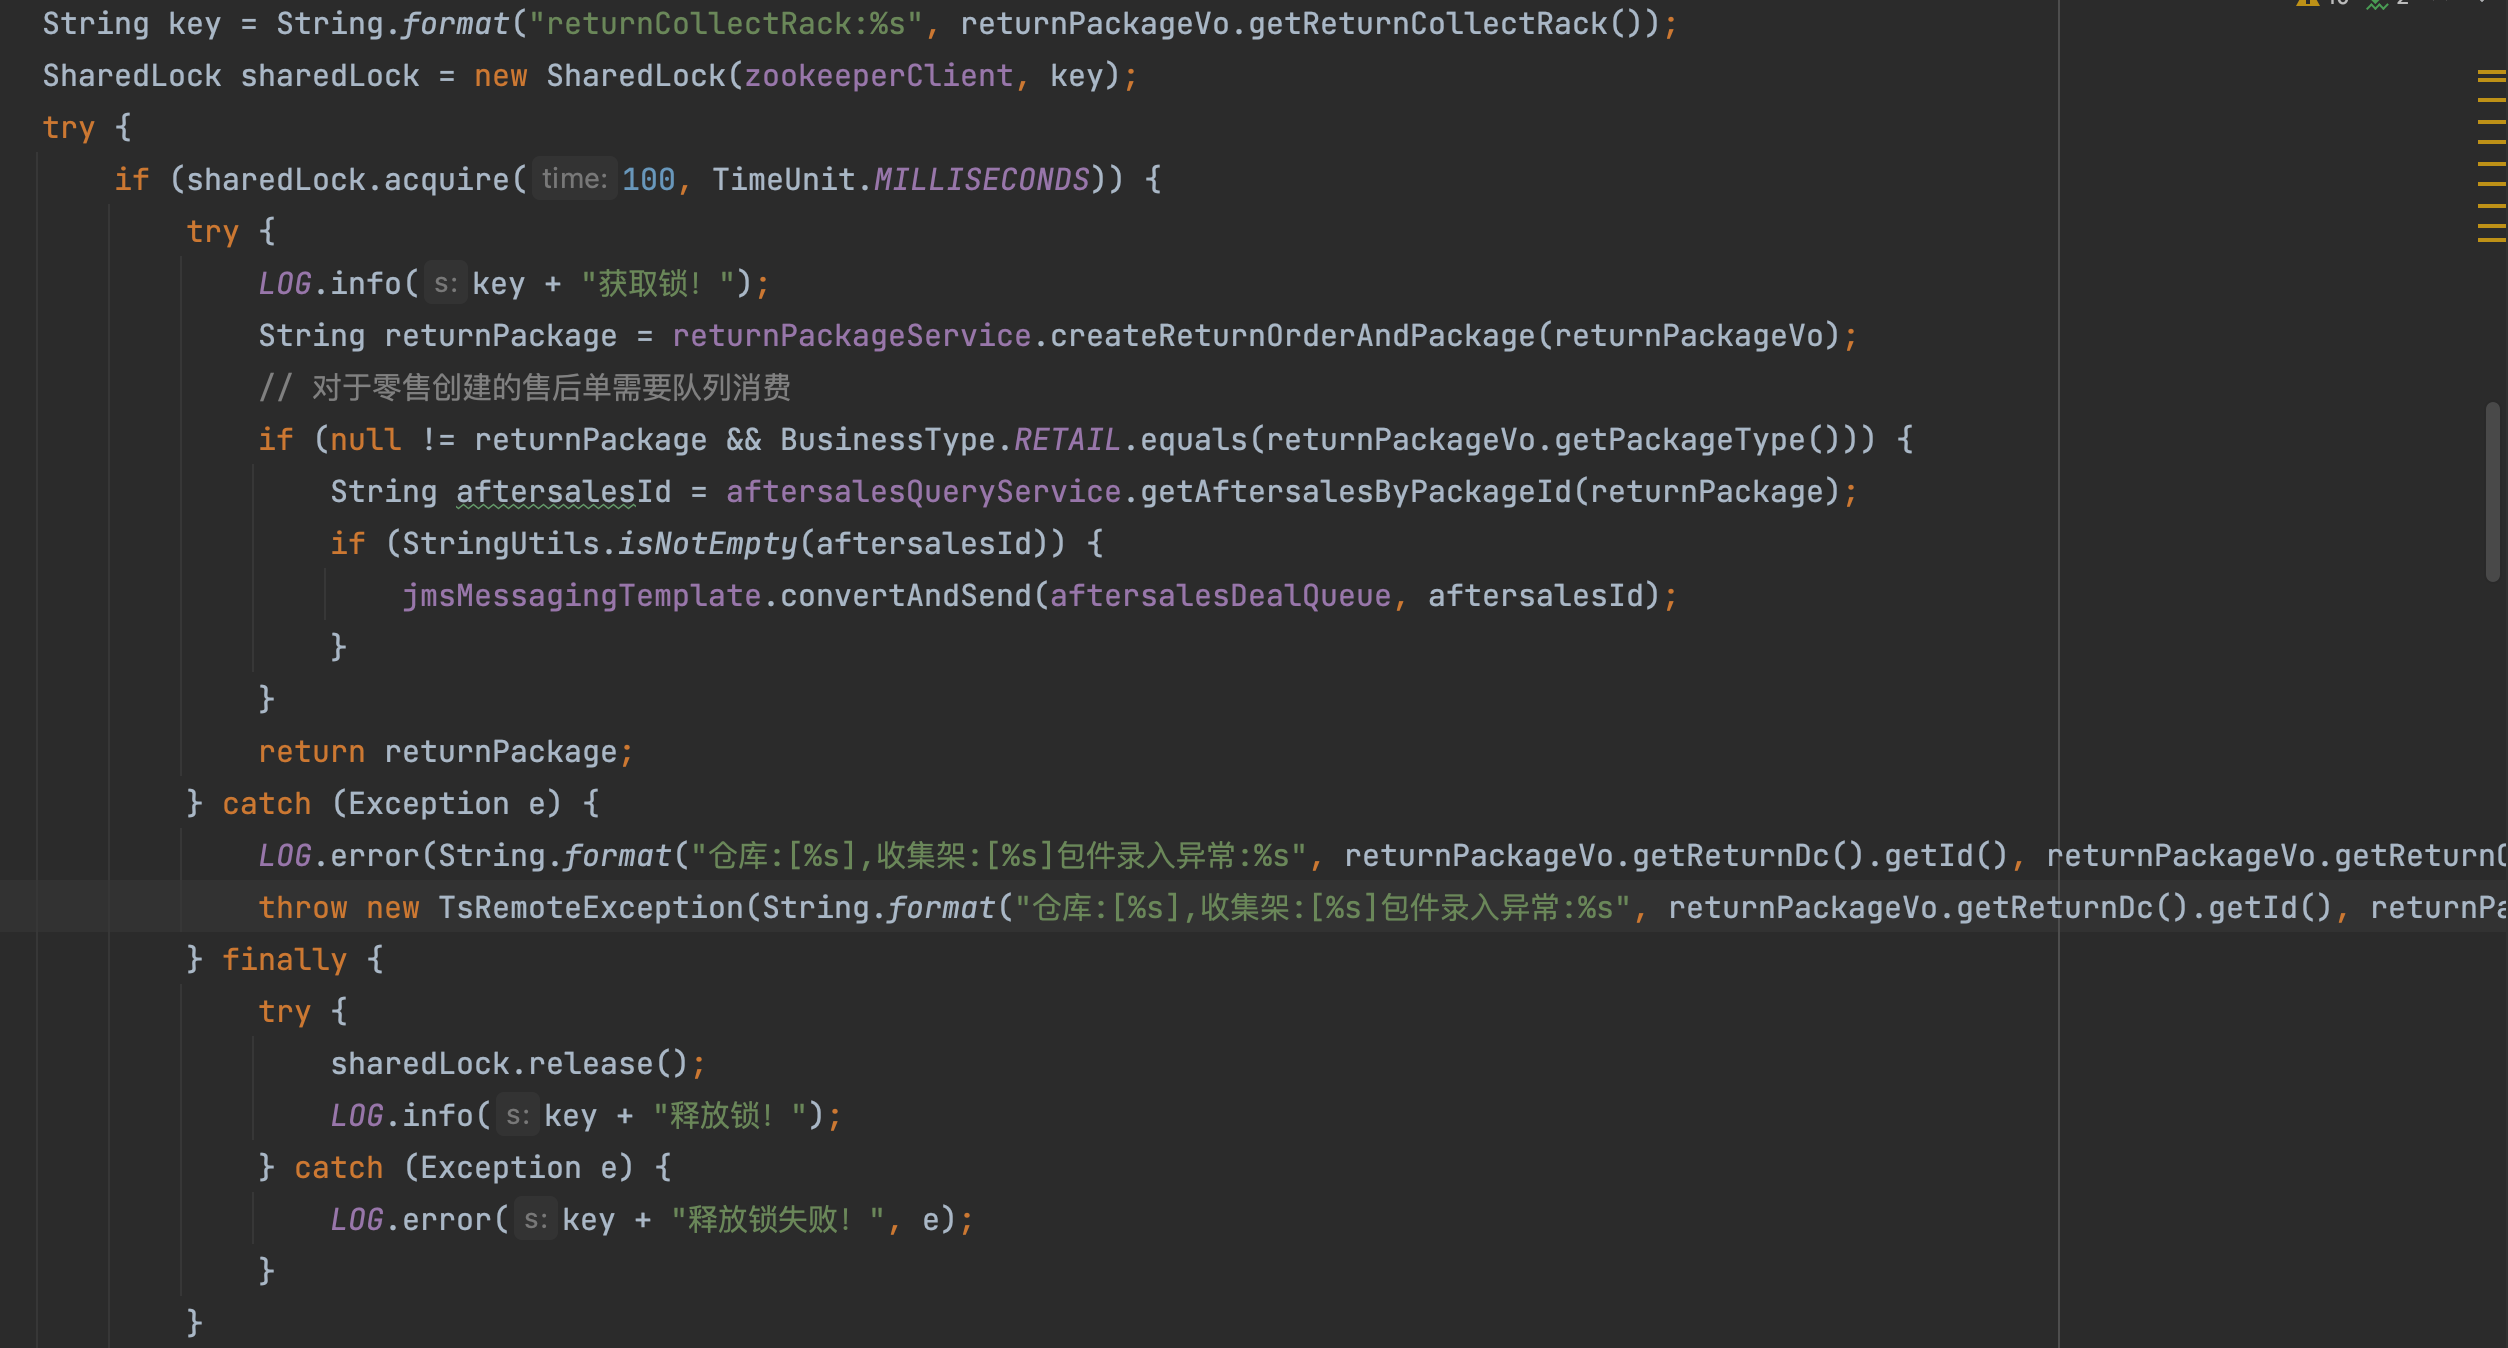 String key = String.format("returnCollectRack:%s", returnPackageVo.getReturnCollectRack());
SharedLock sharedLock = new SharedLock(zookeeperClient, key);
try {
if (sharedLock.acquire( time: 100, TimeUnit.MILLISECONDS)) {
try {
LOG.info( s: key + "获取锁！");
String returnPackage = returnPackageService.createReturnOrderAndPackage(returnPackageVo);
// 对于零售创建的售后单需要队列消费
if (null != returnPackage && BusinessType.RETAIL.equals(returnPackageVo.getPackageType())) {
String aftersalesId = aftersalesQueryService.getAftersalesByPackageId(returnPackage);
if (StringUtils.isNotEmpty(aftersalesId)) {
jmsMessagingTemplate.convertAndSend(aftersalesDealQueue, aftersalesId);
}
}
return returnPackage;
} catch (Exception e) {
LOG.error(String.format("仓库:[%s],收集架:[%s]包件录入异常:%s", returnPackageVo.getReturnDc().getId(), returnPackageVo.getReturn
throw new TsRemoteException(String.format("仓库:[%s],收集架:[%s]包件录入异常:%s", returnPackageVo.getReturnDc().getId(), returnPa
} finally {
try {
sharedLock.release();
LOG.info( s: key + "释放锁！");
} catch (Exception e) {
LOG.error( s: key + "释放锁失败！", e);
}
}